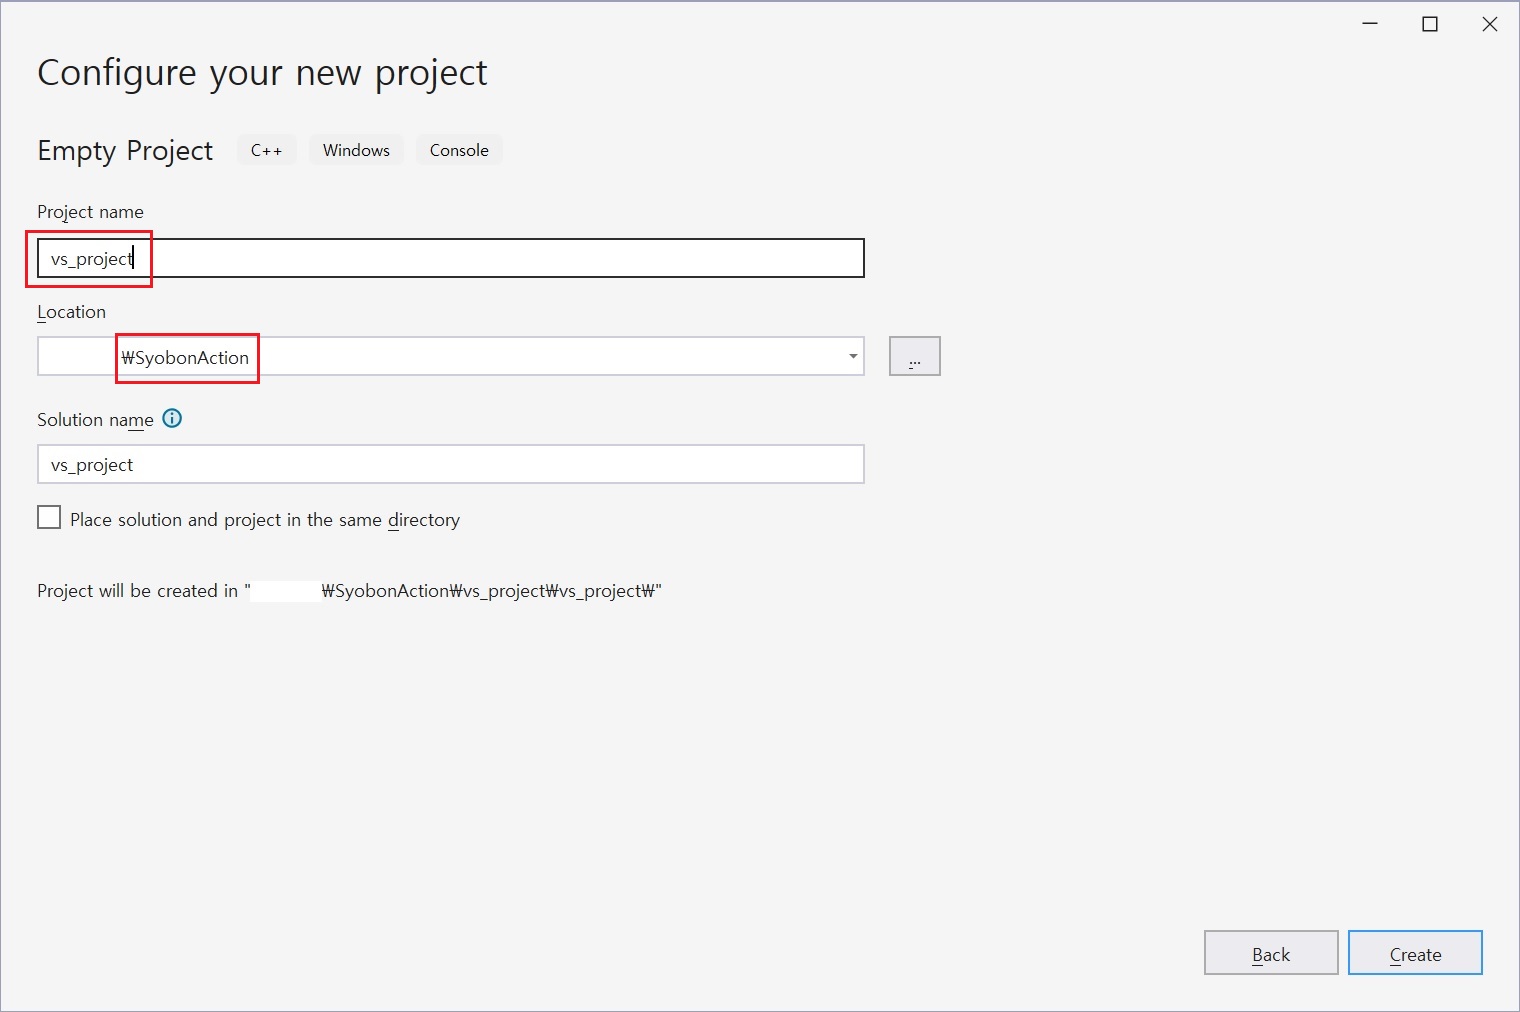 Configure your new project
Empty Project C++ Windows Console
Project name
vs_project
Location
₩SyobonAction
...
Solution name
vs_project
Place solution and project in the same directory
Project will be created in " ₩SyobonAction₩vs_project₩vs_project₩"
Back Create